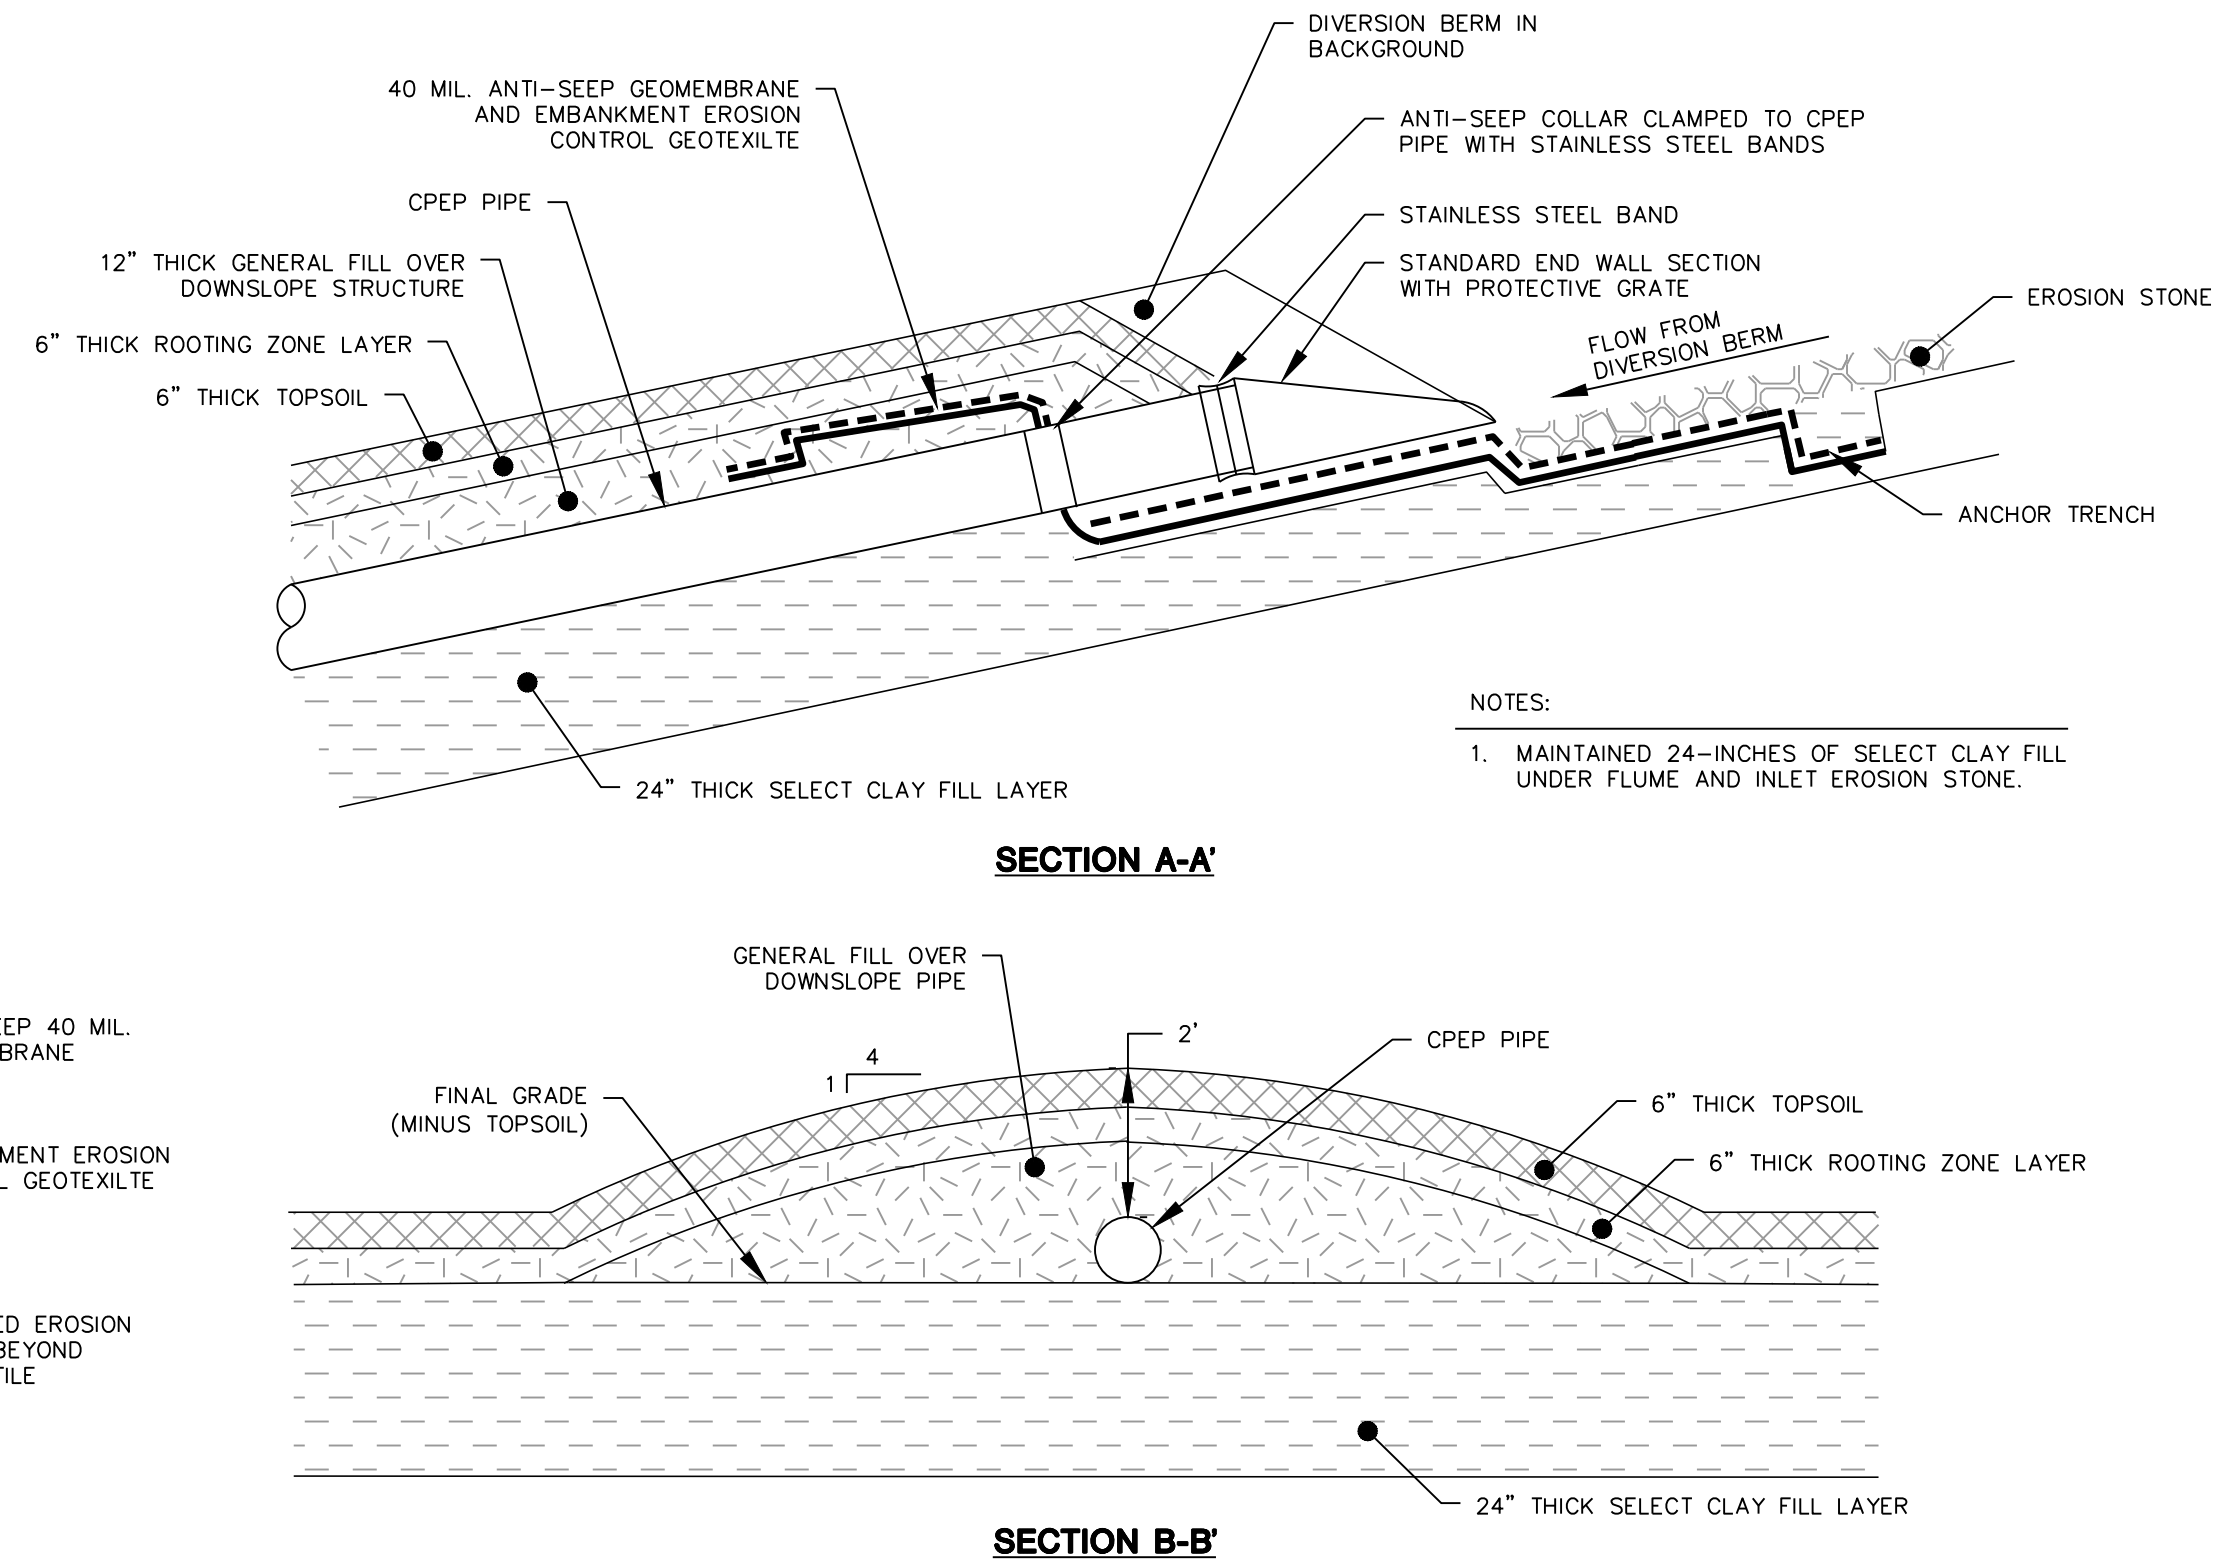 DIVERSION BERM IN
BACKGROUND
40 MIL. ANTI-SEEP GEOMEMBRANE
AND EMBANKMENT EROSION
CONTROL GEOTEXILTE
ANTI-SEEP COLLAR CLAMPED TO CPEP
PIPE WITH STAINLESS STEEL BANDS
CPEP PIPE
STAINLESS STEEL BAND
12" THICK GENERAL FILL OVER
DOWNSLOPE STRUCTURE
STANDARD END WALL SECTION
WITH PROTECTIVE GRATE
EROSION STONE
FLOW FROM
DIVERSION BERM
6" THICK ROOTING ZONE LAYER
6" THICK TOPSOIL
ANCHOR TRENCH
NOTES:
1. MAINTAINED 24-INCHES OF SELECT CLAY FILL
UNDER FLUME AND INLET EROSION STONE.
24" THICK SELECT CLAY FILL LAYER
SECTION A-A'
GENERAL FILL OVER
DOWNSLOPE PIPE
EEP 40 MIL.
BRANE
2'
CPEP PIPE
4
1
FINAL GRADE
(MINUS TOPSOIL)
6" THICK TOPSOIL
MENT EROSION
L GEOTEXILTE
6" THICK ROOTING ZONE LAYER
ED EROSION
BEYOND
TILE
24" THICK SELECT CLAY FILL LAYER
SECTION B-B'